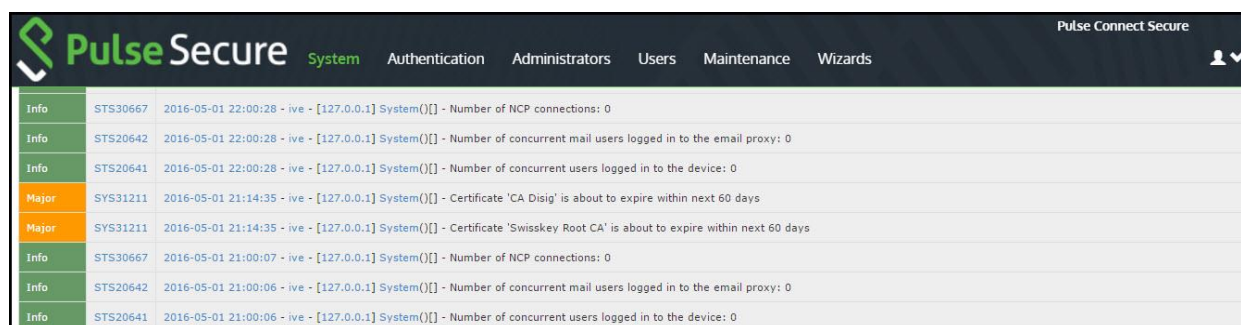 Pulse Connect Secure
Pulse Secure System Authentication Administrators Users Maintenance Wizards
Info STS30667 2016-05-01 22:00:28 - ive - [127.0.0.1] System()[] - Number of NCP connections: 0
Info STS20642 2016-05-01 22:00:28 - ive - [127.0.0.1] System()[] - Number of concurrent mail users logged in to the email proxy: 0
Info STS20641 2016-05-01 22:00:28 - ive - [127.0.0.1] System()[] - Number of concurrent users logged in to the device: 0
Major SYS31211 2016-05-01 21:14:35 - ive - [127.0.0.1] System()[] - Certificate 'CA Disig' is about to expire within next 60 days
Major SYS31211 2016-05-01 21:14:35 - ive - [127.0.0.1] System()[] - Certificate 'Swisskey Root CA' is about to expire within next 60 days
Info STS30667 2016-05-01 21:00:07 - ive - [127.0.0.1] System()[] - Number of NCP connections: 0
Info STS20642 2016-05-01 21:00:06 - ive - [127.0.0.1] System()[] - Number of concurrent mail users logged in to the email proxy: 0
Info STS20641 2016-05-01 21:00:06 - ive - [127.0.0.1] System()[] - Number of concurrent users logged in to the device: 0